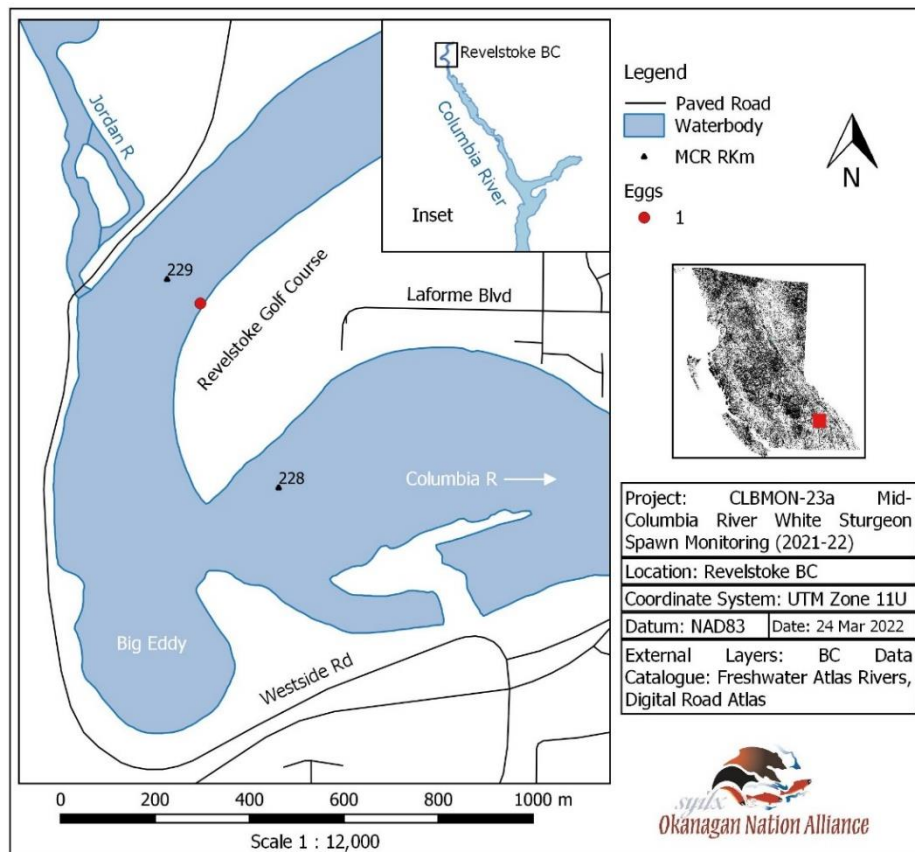 Jordan R
229
Revelstoke Golf Course
Laforme Blvd
228
Columbia R
Big Eddy
Westside Rd
Revelstoke BC
Columbia River
Inset
Legend
Paved Road
Waterbody
MCR RKm
Eggs
1
N
Project: CLBMON-23a Mid-
Columbia River White Sturgeon
Spawn Monitoring (2021-22)
Location: Revelstoke BC
Coordinate System: UTM Zone 11U
Datum: NAD83 Date: 24 Mar 2022
External Layers: BC Data
Catalogue: Freshwater Atlas Rivers,
Digital Road Atlas
0 200 400 600 800 1000 m
Scale 1 : 12,000
syilx
Okanagan Nation Alliance